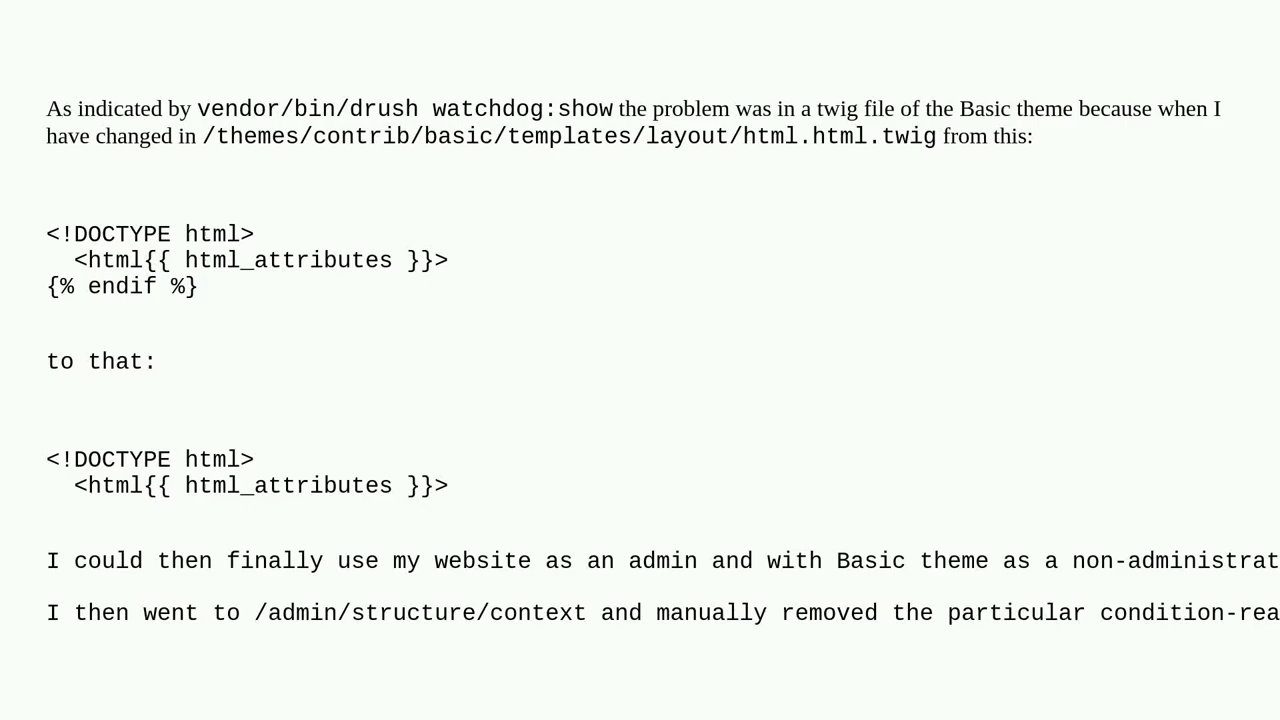 As indicated by vendor/bin/drush watchdog:show the problem was in a twig file of the Basic theme because when I
have changed in /themes/contrib/basic/templates/layout/html.html.twig from this:
<!DOCTYPE html>
  <html{{ html_attributes }}>
{% endif %}
to that:
<!DOCTYPE html>
  <html{{ html_attributes }}>
I could then finally use my website as an admin and with Basic theme as a non-administrat
I then went to /admin/structure/context and manually removed the particular condition-rea